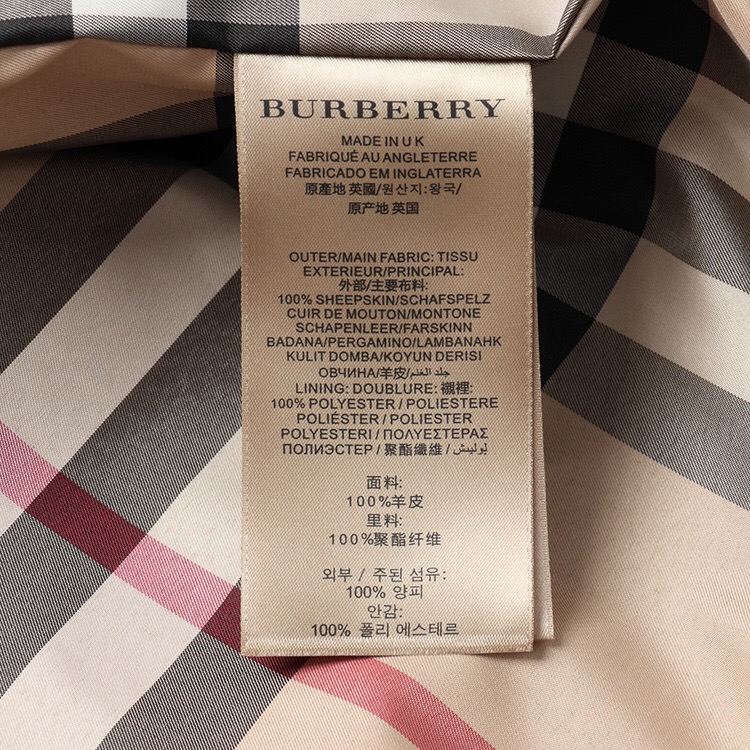 BURBERRY
MADE IN U K
FABRIQUÉ AU ANGLETERRE
FABRICADO EM INGLATERRA
原產地 英國/원산지:왕국/
原产地 英国
OUTER/MAIN FABRIC: TISSU
EXTERIEUR/PRINCIPAL:
外部/主要布料:
100% SHEEPSKIN/SCHAFSPELZ
CUIR DE MOUTON/MONTONE
SCHAPENLEER/FARSKINN
BADANA/PERGAMINO/LAMBANAHK
KULIT DOMBA/KOYUN DERISI
ОВЧИНА/羊皮/جلد الغنم
LINING: DOUBLURE: 襯裡:
100% POLYESTER / POLIESTERE
POLIÉSTER / POLIESTER
POLYESTERI / ΠΟΛΥΕΣΤΕΡΑΣ
ПОЛИЭСТЕР / 聚酯纖維 / لِوليِستِر
面料:
100%羊皮
里料:
100%聚酯纤维
외부 / 주된 섬유:
100% 양피
안감:
100% 폴리 에스테르